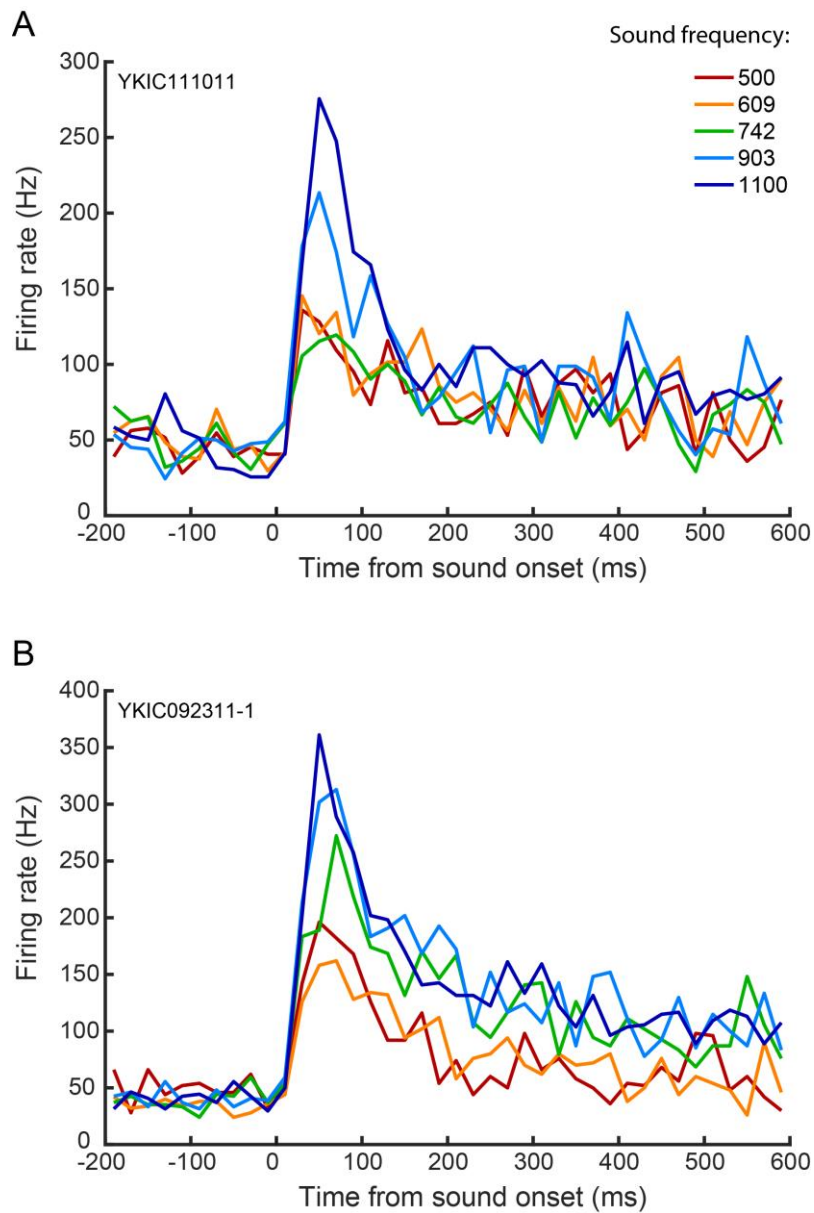 A
Sound frequency:
YKIC111011
500
609
742
903
1100
300
250
200
150
100
50
0
Firing rate (Hz)
-200 -100 0 100 200 300 400 500 600
Time from sound onset (ms)
B
YKIC092311-1
400
350
300
250
200
150
100
50
0
Firing rate (Hz)
-200 -100 0 100 200 300 400 500 600
Time from sound onset (ms)